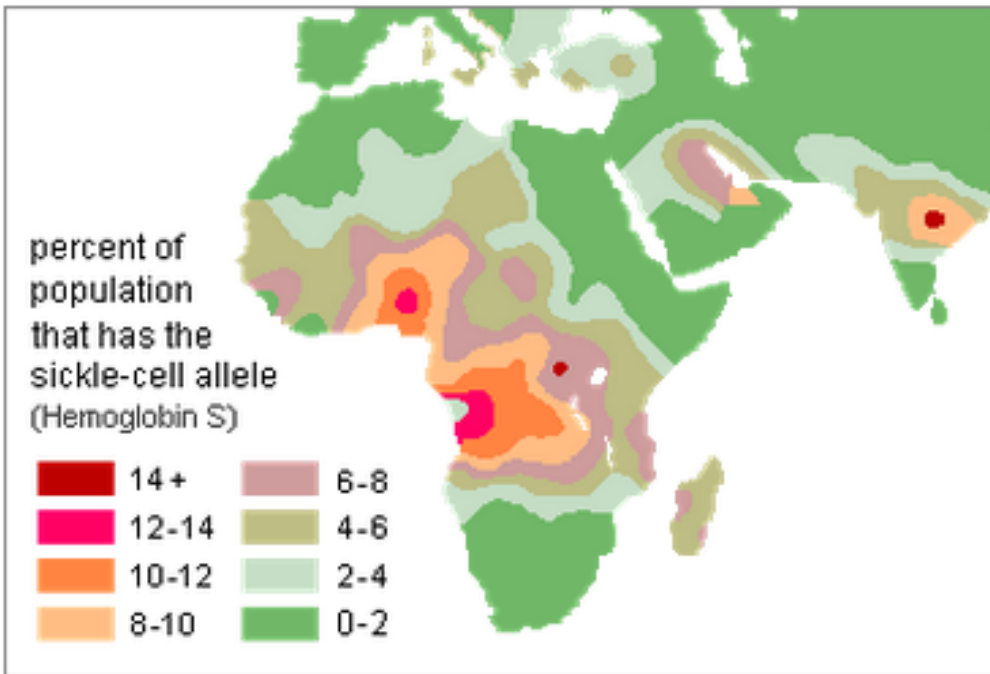 percent of
population
that has the
sickle-cell allele
(Hemoglobin S)
14+
12-14
10-12
8-10
6-8
4-6
2-4
0-2